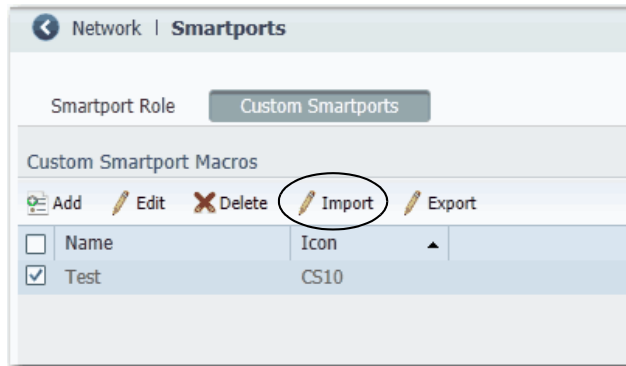 Network | Smartports
Smartport Role Custom Smartports
Custom Smartport Macros
Add Edit Delete Import Export
Name Icon
Test CS10